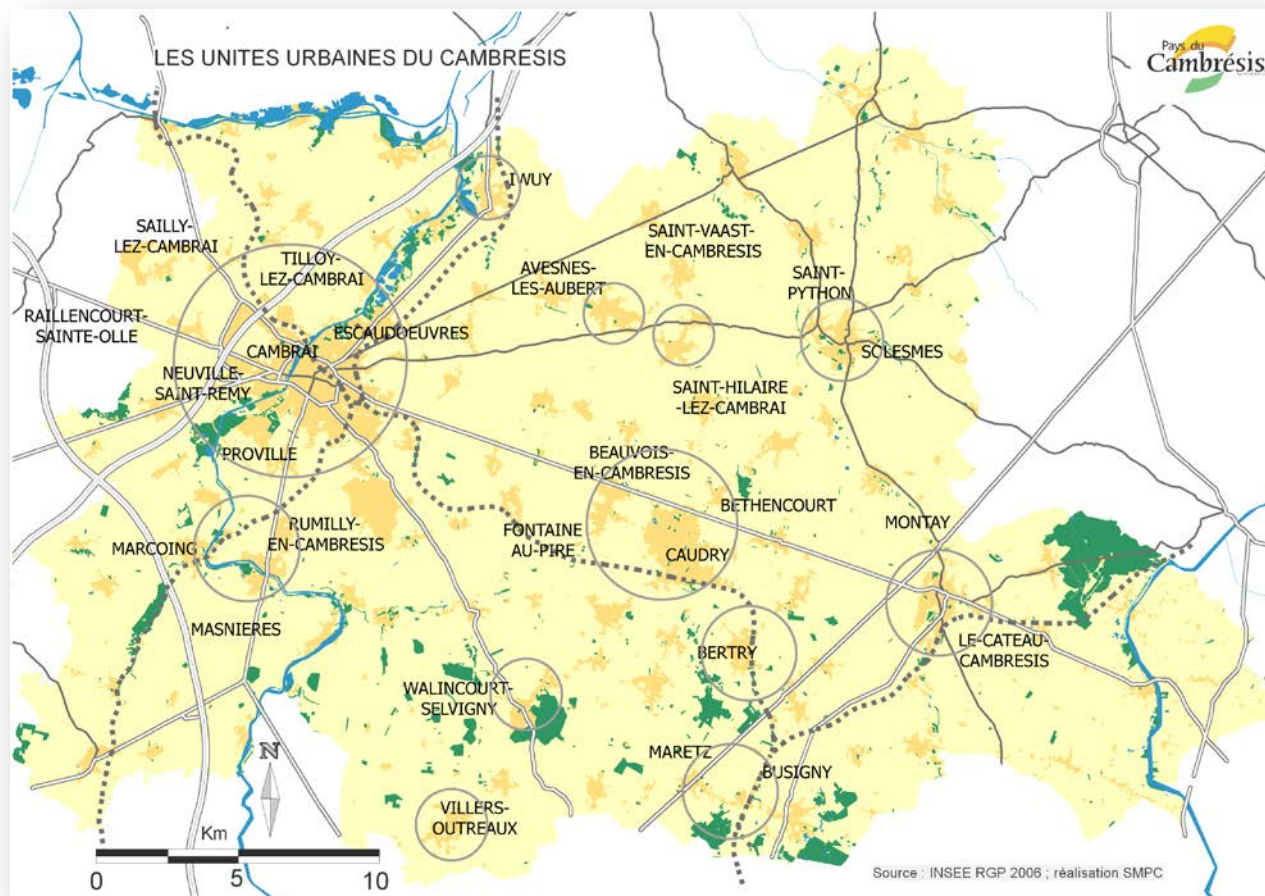 LES UNITES URBAINES DU CAMBRESIS
Pays du
Cambrésis
IWUY
SAILLY-
LEZ-CAMBRAI
TILLOY-
LEZ-CAMBRAI
SAINT-VAAST-
EN-CAMBRESIS
AVESNES-
LES-AUBERT
SAINT-
PYTHON
RAILLENCOURT-
SAINTE-OLLE
ESCAUDOEUVRES
CAMBRAI
SOLESMES
NEUVILLE-
SAINT-REMY
SAINT-HILAIRE
-LEZ-CAMBRAI
PROVILLE
BEAUVOIS-
EN-CAMBRESIS
BETHENCOURT
RUMILLY-
EN-CAMBRESIS
FONTAINE
AU-PIRE
MONTAY
MARCOING
CAUDRY
MASNIERES
BERTRY
LE-CATEAU-
CAMBRESIS
WALINCOURT-
SELVIGNY
MARETZ
BUSIGNY
N
VILLERS-
OUTREAUX
Km
0 5 10
Source : INSEE RGP 2006 ; réalisation SMPC